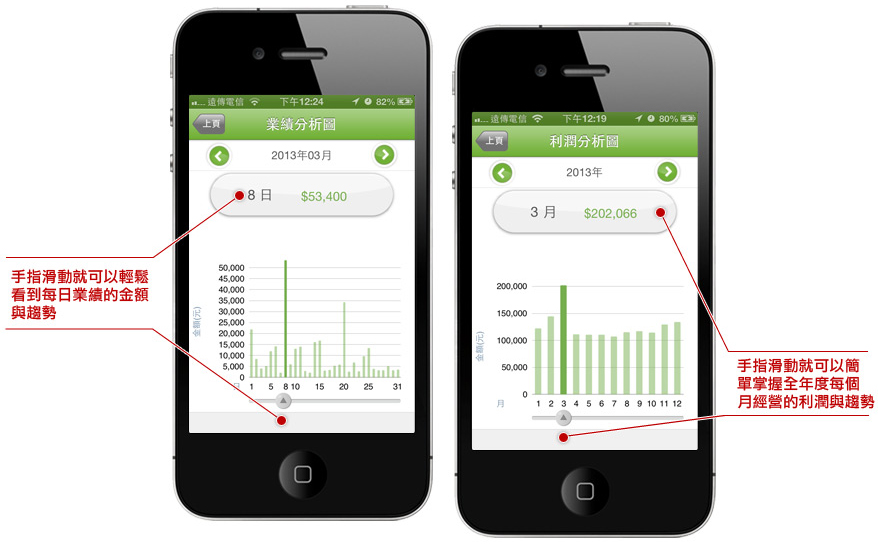 ... 遠傳電信 下午12:24 82%
上頁 業績分析圖
2013年03月
8 日 $53,400
50,000
45,000
40,000
35,000
30,000
25,000
20,000
15,000
10,000
5,000
0
金額(元)
日 1 5 8 10 15 20 25 31
手指滑動就可以輕鬆
看到每日業績的金額
與趨勢
... 遠傳電信 下午12:19 80%
上頁 利潤分析圖
2013年
3 月 $202,066
200,000
150,000
100,000
50,000
0
金額(元)
月 1 2 3 4 5 6 7 8 9 10 11 12
手指滑動就可以簡
單掌握全年度每個
月經營的利潤與趨勢